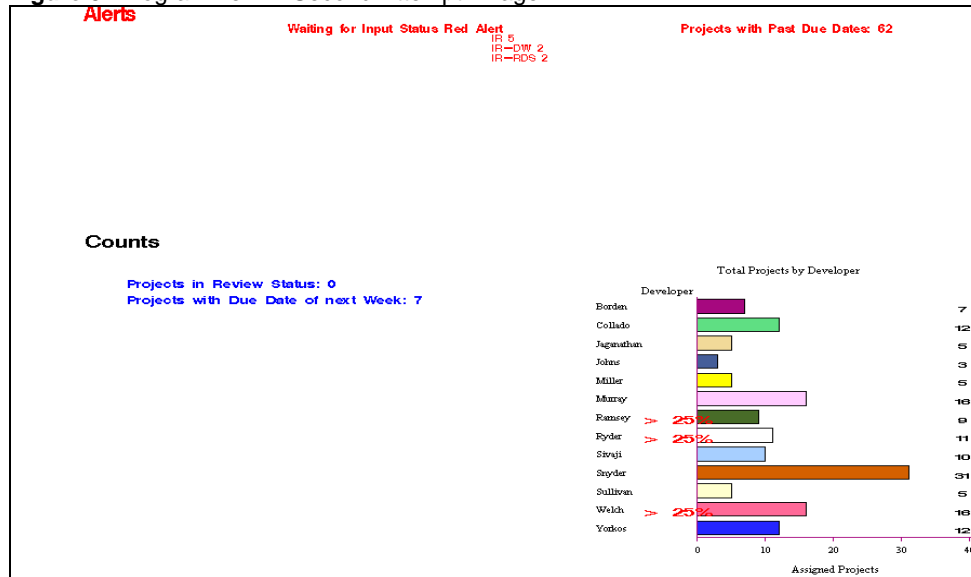 Alerts
Waiting for Input Status Red Alert
IR 5
IR-DW 2
IR-RDS 2
Projects with Past Due Dates: 62
Counts
Projects in Review Status: 0
Projects with Due Date of next Week: 7
Total Projects by Developer
Developer
Borden 7
Collado 12
Jaganathan 5
Johns 3
Miller 5
Murray 16
Ramsey > 25% 9
Ryder > 25% 11
Sivaji 10
Snyder 31
Sullivan 5
Welch > 25% 16
Yorkos 12
0 10 20 30 40
Assigned Projects